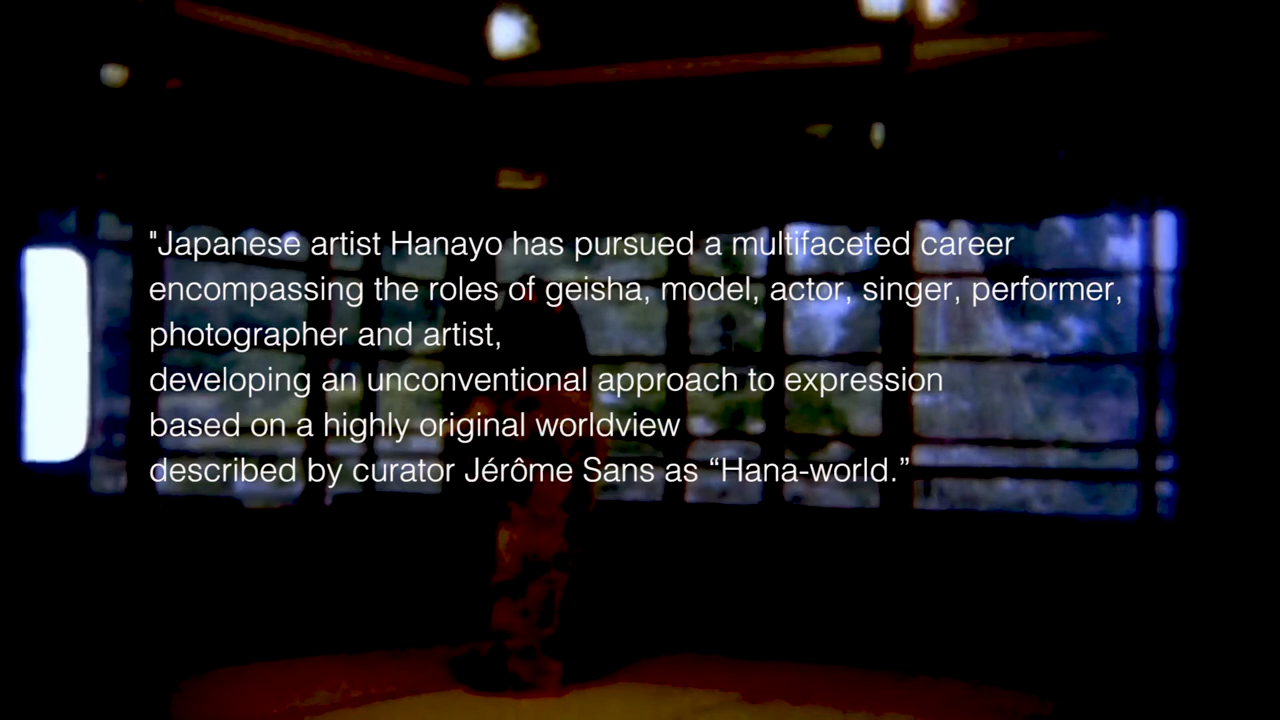 "Japanese artist Hanayo has pursued a multifaceted career
encompassing the roles of geisha, model, actor, singer, performer,
photographer and artist,
developing an unconventional approach to expression
based on a highly original worldview
described by curator Jérôme Sans as “Hana-world.”